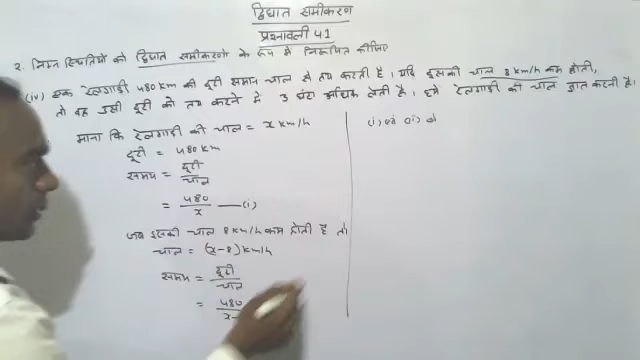 द्विघात समीकरण
प्रश्नावली 4.1
2. निम्न स्थितियों को द्विघात समीकरणों के रूप में निरूपित कीजिए
(iv) एक रेलगाड़ी 480 km की दूरी समान चाल से तय करती है। यदि इसकी चाल 8 km/h कम होती,
तो वह उसी दूरी को तय करने में 3 घंटा अधिक लेती है। हमें रेलगाड़ी की चाल ज्ञात करनी है।
माना कि रेलगाड़ी की चाल = x km/h
दूरी = 480 km
समय = दूरी / चाल
= 480 / x —(i)
जब इसकी चाल 8 km/h कम होती है तो
चाल = (x-8) km/h
समय = दूरी / चाल
= 480 / x-
(i) एवं (ii) से